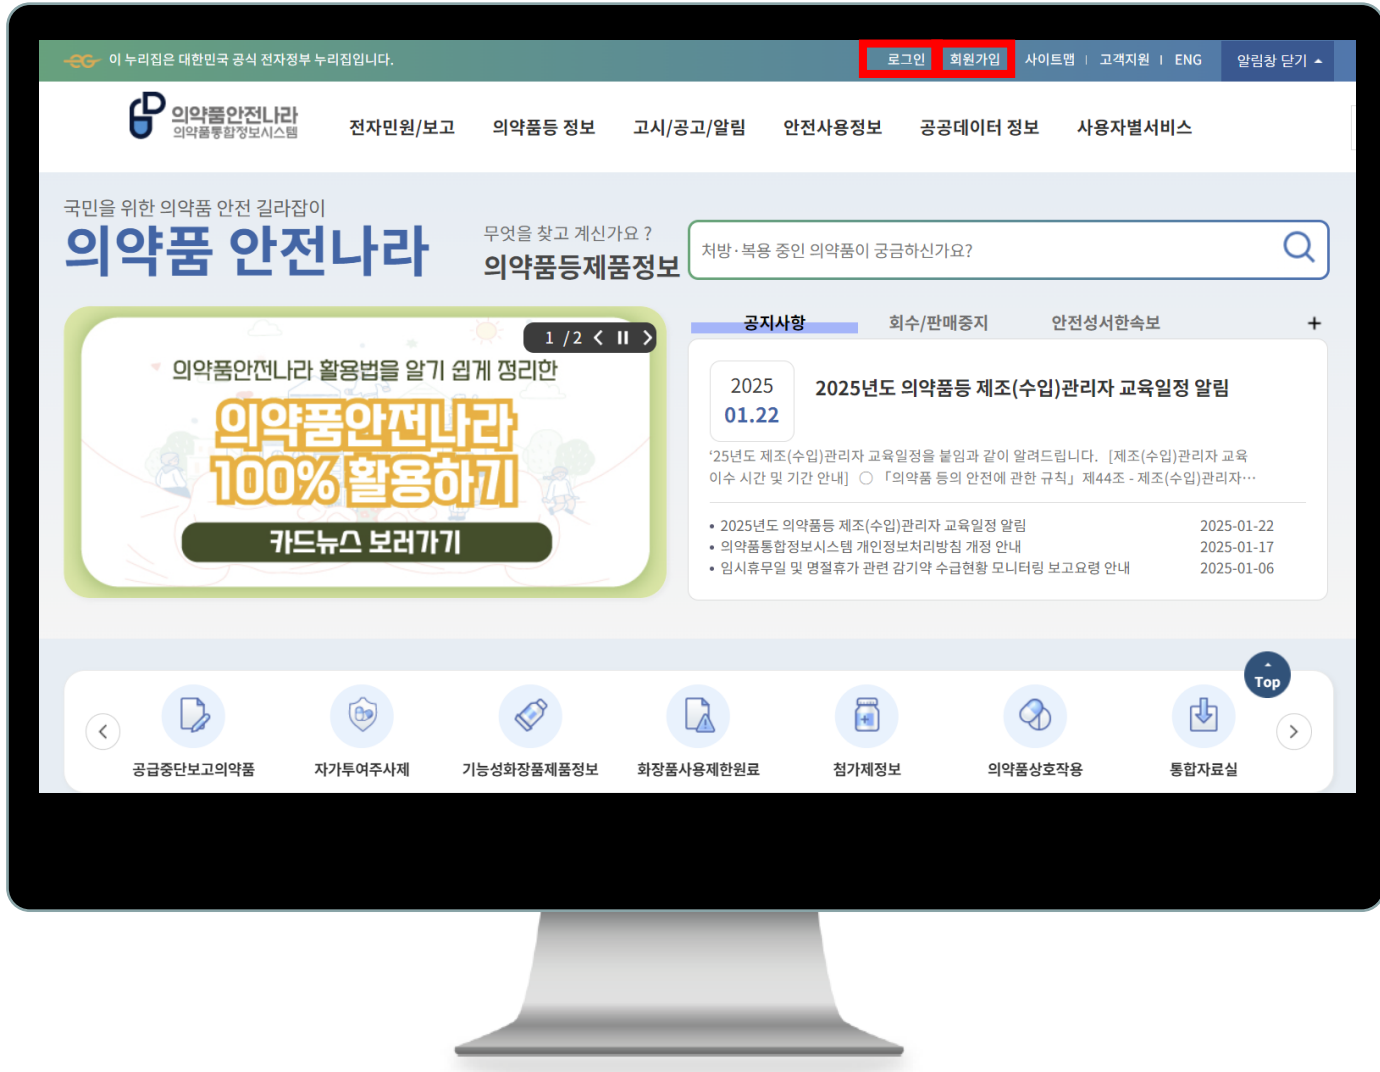 이 누리집은 대한민국 공식 전자정부 누리집입니다.
로그인 회원가입 사이트맵 고객지원 ENG 알림창 닫기
의약품안전나라
의약품통합정보시스템
전자민원/보고 의약품등 정보 고시/공고/알림 안전사용정보 공공데이터 정보 사용자별서비스
국민을 위한 의약품 안전 길라잡이
의약품 안전나라
무엇을 찾고 계신가요 ?
의약품등제품정보
처방·복용 중인 의약품이 궁금하신가요?
1 / 2
의약품안전나라 활용법을 알기 쉽게 정리한
의약품안전나라
100% 활용하기
카드뉴스 보러가기
공지사항 회수/판매중지 안전성서한속보 +
2025
01.22
2025년도 의약품등 제조(수입)관리자 교육일정 알림
‘25년도 제조(수입)관리자 교육일정을 붙임과 같이 알려드립니다. [제조(수입)관리자 교육
이수 시간 및 기간 안내] ○ 「의약품 등의 안전에 관한 규칙」제44조 - 제조(수입)관리자…
• 2025년도 의약품등 제조(수입)관리자 교육일정 알림 2025-01-22
• 의약품통합정보시스템 개인정보처리방침 개정 안내 2025-01-17
• 임시휴무일 및 명절휴가 관련 감기약 수급현황 모니터링 보고요령 안내 2025-01-06
Top
공급중단보고의약품 자가투여주사제 기능성화장품제품정보 화장품사용제한원료 첨가제정보 의약품상호작용 통합자료실